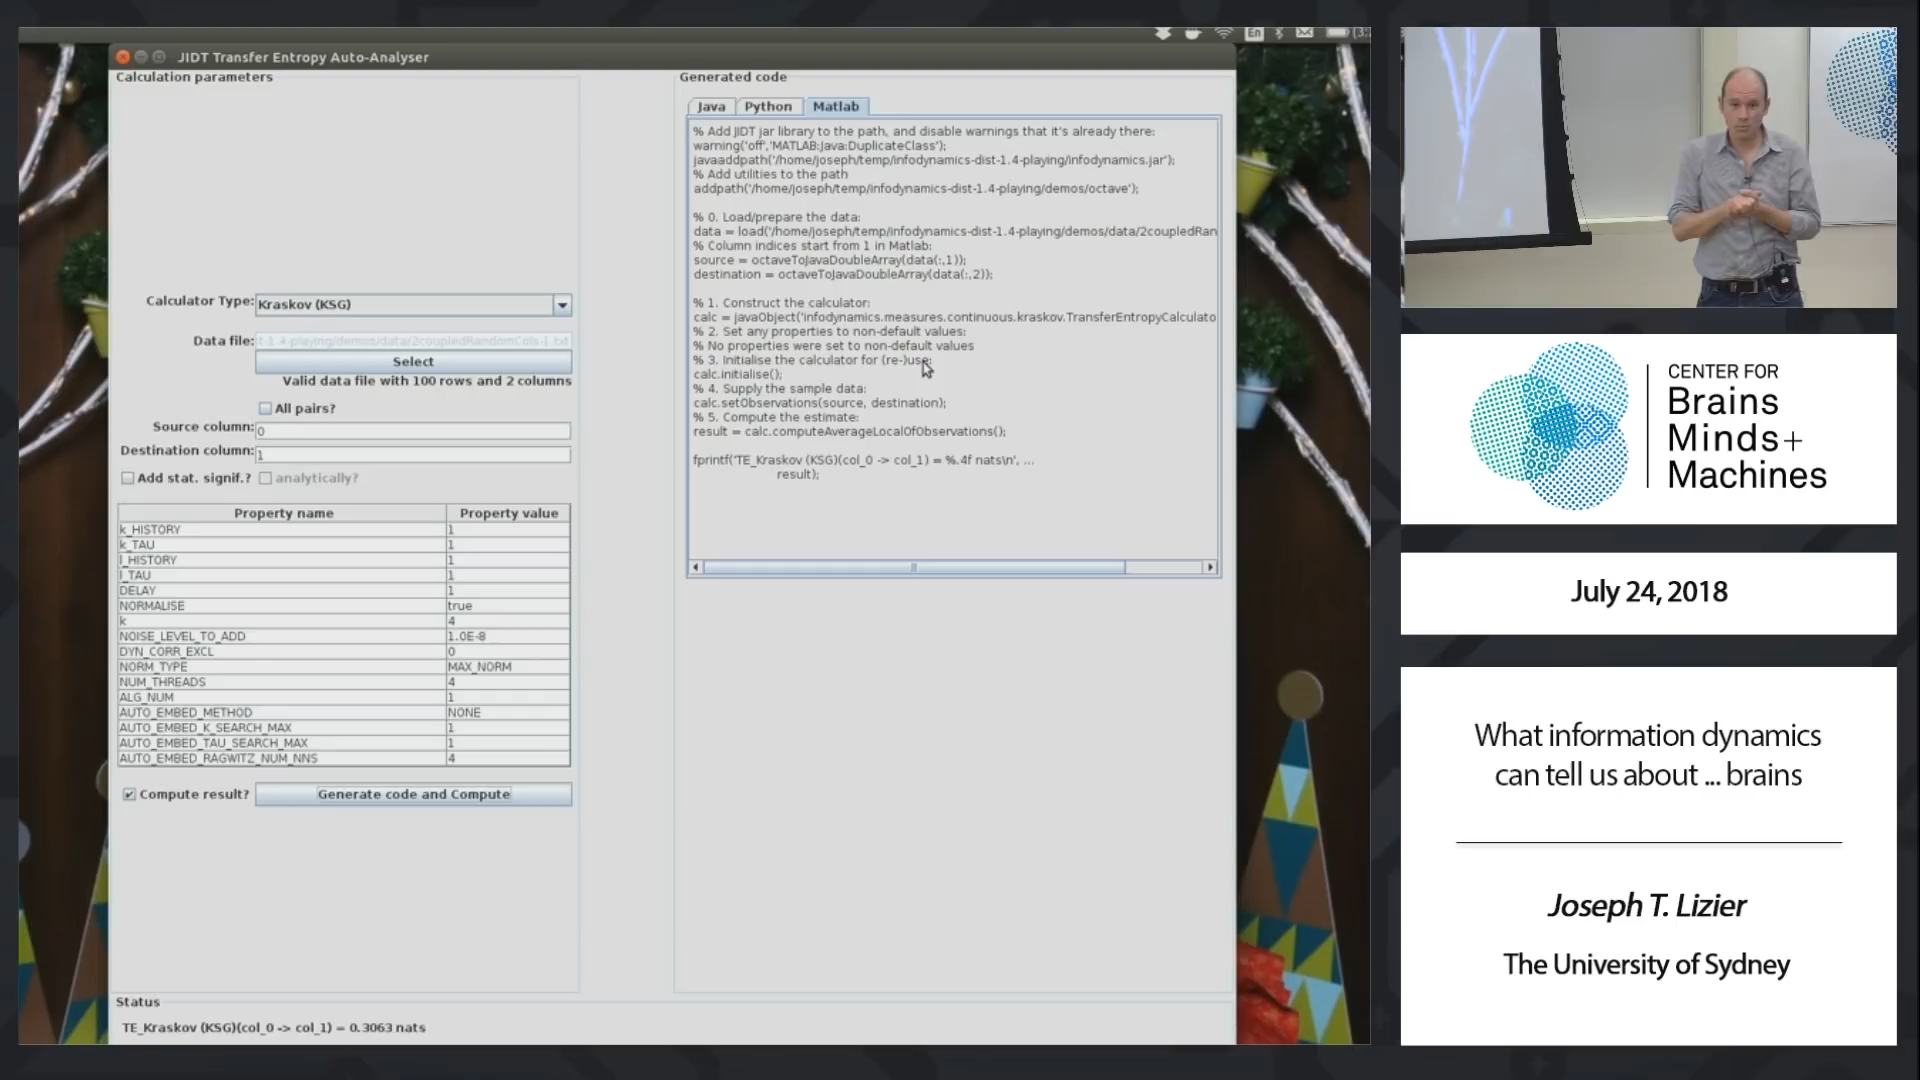 En
JIDT Transfer Entropy Auto-Analyser
Calculation parameters
Calculator Type: Kraskov (KSG)
Data file: t-1.4-playing/demos/data/2coupledRandomCols-1.txt
Select
Valid data file with 100 rows and 2 columns
All pairs?
Source column: 0
Destination column: 1
Add stat. signif.? analytically?
Property name Property value
k_HISTORY 1
k_TAU 1
l_HISTORY 1
l_TAU 1
DELAY 1
NORMALISE true
k 4
NOISE_LEVEL_TO_ADD 1.0E-8
DYN_CORR_EXCL 0
NORM_TYPE MAX_NORM
NUM_THREADS 4
ALG_NUM 1
AUTO_EMBED_METHOD NONE
AUTO_EMBED_K_SEARCH_MAX 1
AUTO_EMBED_TAU_SEARCH_MAX 1
AUTO_EMBED_RAGWITZ_NUM_NNS 4
Compute result? Generate code and Compute
Status
TE_Kraskov (KSG)(col_0 -> col_1) = 0.3063 nats
Generated code
Java Python Matlab
% Add JIDT jar library to the path, and disable warnings that it's already there:
warning('off','MATLAB:Java:DuplicateClass');
javaaddpath('/home/joseph/temp/infodynamics-dist-1.4-playing/infodynamics.jar');
% Add utilities to the path
addpath('/home/joseph/temp/infodynamics-dist-1.4-playing/demos/octave');
% 0. Load/prepare the data:
data = load('/home/joseph/temp/infodynamics-dist-1.4-playing/demos/data/2coupledRan
% Column indices start from 1 in Matlab:
source = octaveToJavaDoubleArray(data(:,1));
destination = octaveToJavaDoubleArray(data(:,2));
% 1. Construct the calculator:
calc = javaObject('infodynamics.measures.continuous.kraskov.TransferEntropyCalculato
% 2. Set any properties to non-default values:
% No properties were set to non-default values
% 3. Initialise the calculator for (re-)use:
calc.initialise();
% 4. Supply the sample data:
calc.setObservations(source, destination);
% 5. Compute the estimate:
result = calc.computeAverageLocalOfObservations();
fprintf('TE_Kraskov (KSG)(col_0 -> col_1) = %.4f nats\n', ...
result);
CENTER FOR
Brains
Minds+
Machines
July 24, 2018
What information dynamics
can tell us about ... brains
Joseph T. Lizier
The University of Sydney